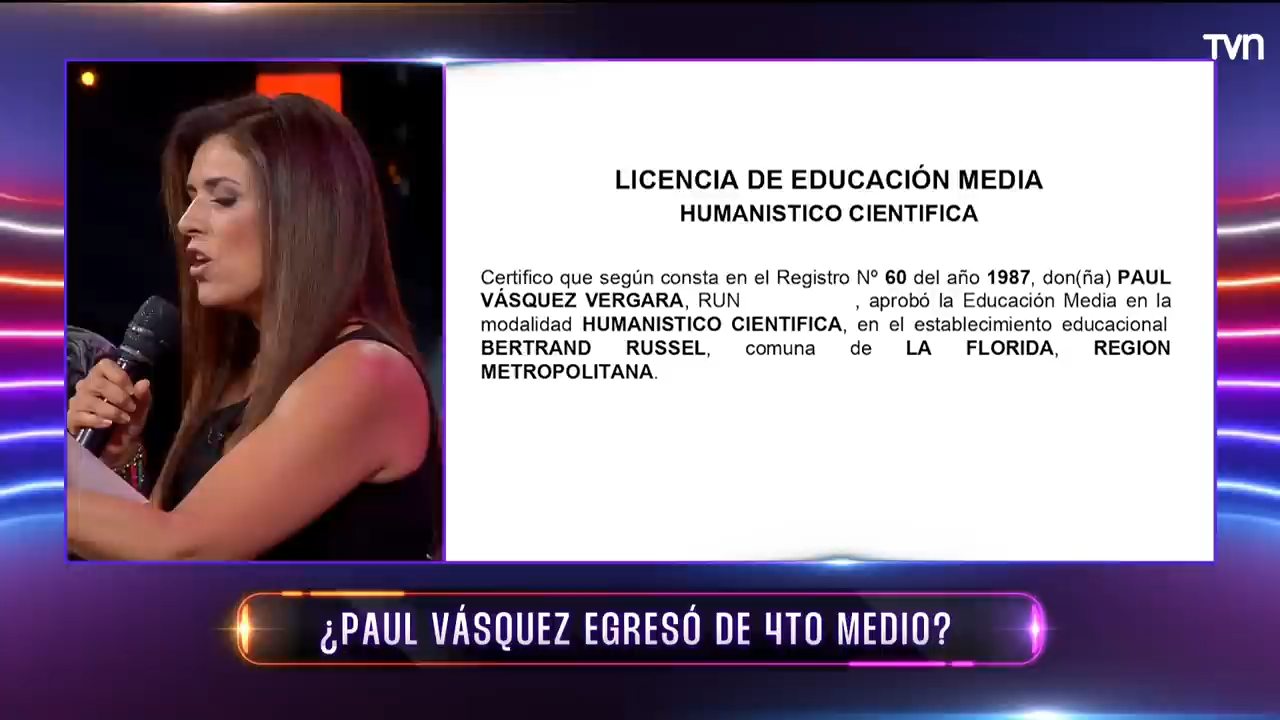 TVN
LICENCIA DE EDUCACIÓN MEDIA
HUMANISTICO CIENTIFICA
Certifico que según consta en el Registro Nº 60 del año 1987, don(ña) PAUL
VÁSQUEZ VERGARA, RUN , aprobó la Educación Media en la
modalidad HUMANISTICO CIENTIFICA, en el establecimiento educacional
BERTRAND RUSSEL, comuna de LA FLORIDA, REGION
METROPOLITANA.
¿PAUL VÁSQUEZ EGRESÓ DE 4TO MEDIO?